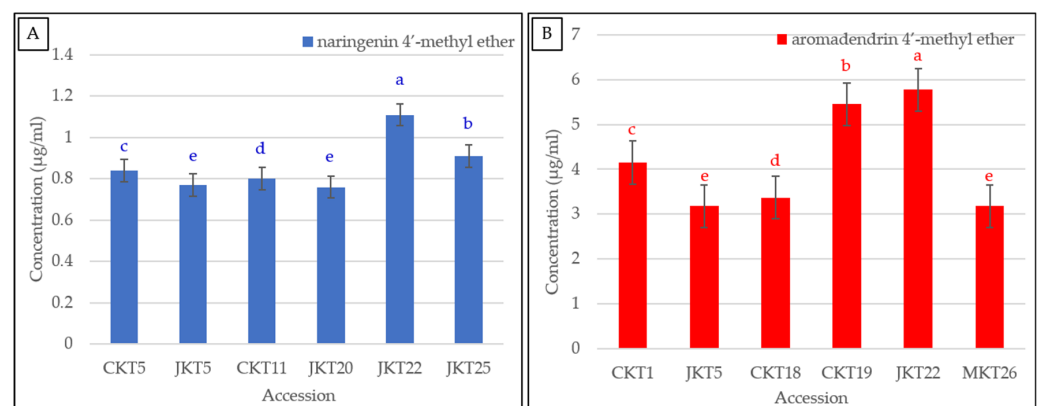 A
naringenin 4′-methyl ether
Concentration (µg/ml)
1.4
1.2
1
0.8
0.6
0.4
0.2
0
c
e
d
e
a
b
CKT5 JKT5 CKT11 JKT20 JKT22 JKT25
Accession
B
aromadendrin 4′-methyl ether
Concentration (µg/ml)
7
6
5
4
3
2
1
0
c
e
d
b
a
e
CKT1 JKT5 CKT18 CKT19 JKT22 MKT26
Accession